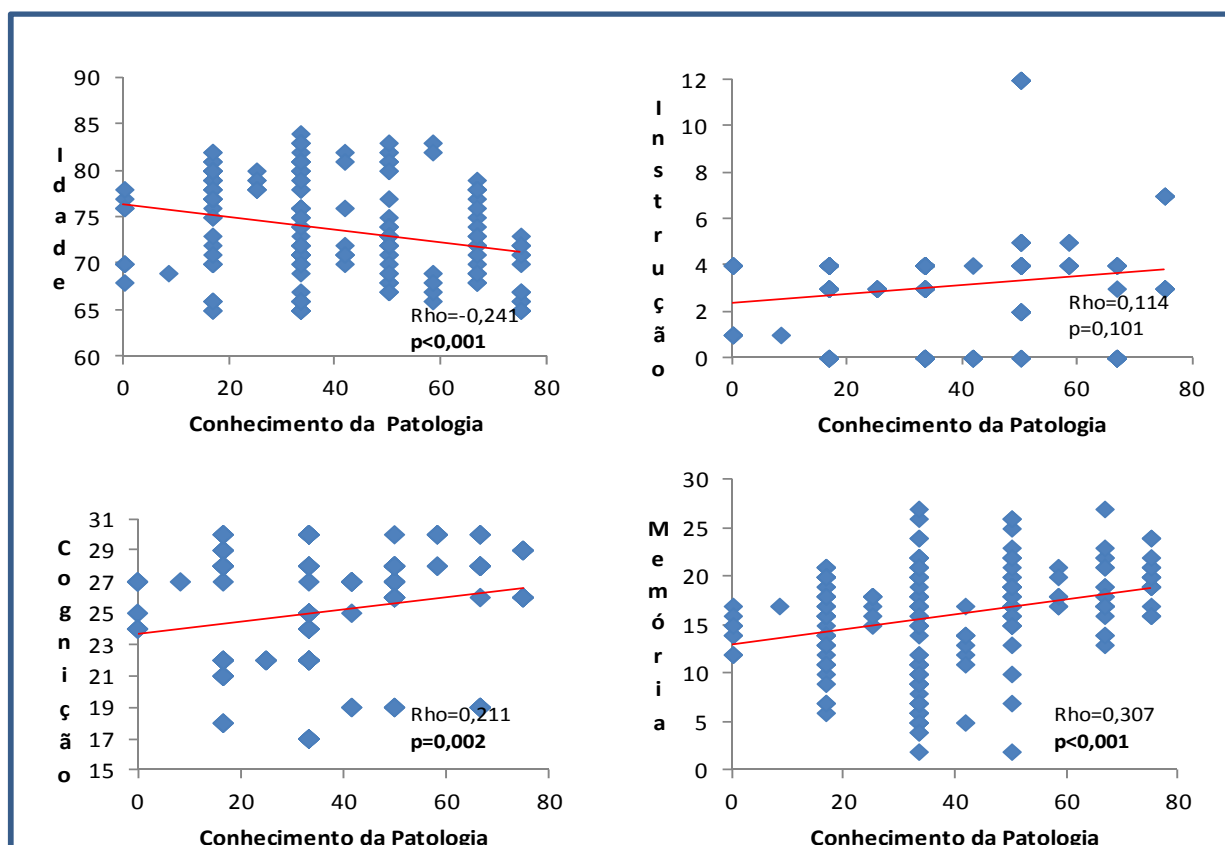 90
85
80
75
70
65
60
Idade
0 20 40 60 80
Conhecimento da Patologia
Rho=-0,241
p<0,001
12
10
8
6
4
2
0
Instrução
0 20 40 60 80
Conhecimento da Patologia
Rho=0,114
p=0,101
31
29
27
25
23
21
19
17
15
Cognição
0 20 40 60 80
Conhecimento da Patologia
Rho=0,211
p=0,002
30
25
20
15
10
5
0
Memória
0 20 40 60 80
Conhecimento da Patologia
Rho=0,307
p<0,001